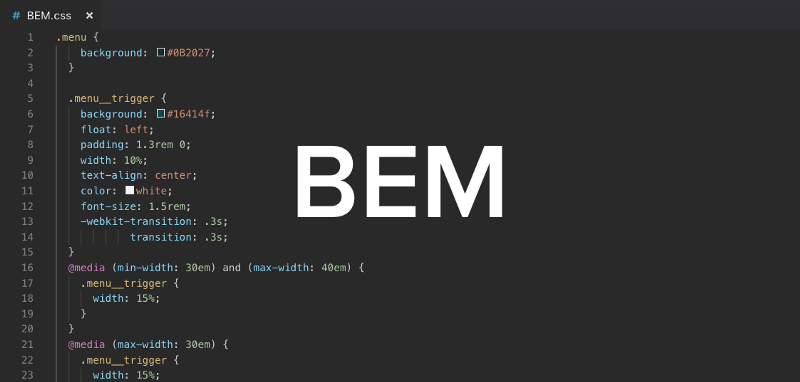 # BEM.css ×
1 .menu {
2 background: #0B2027;
3 }
4
5 .menu__trigger {
6 background: #16414f;
7 float: left;
8 padding: 1.3rem 0;
9 width: 10%;
10 text-align: center;
11 color: white;
12 font-size: 1.5rem;
13 -webkit-transition: .3s;
14 transition: .3s;
15 }
16 @media (min-width: 30em) and (max-width: 40em) {
17 .menu__trigger {
18 width: 15%;
19 }
20 }
21 @media (max-width: 30em) {
22 .menu__trigger {
23 width: 15%;
BEM